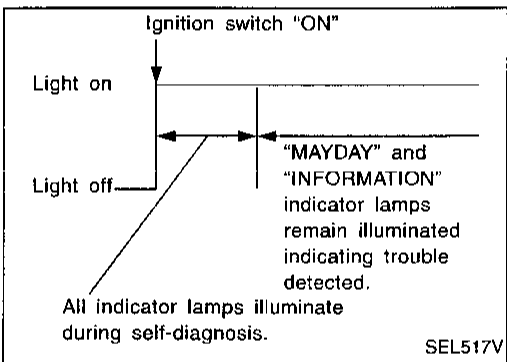 Ignition switch "ON"
Light on
Light off
"MAYDAY" and
"INFORMATION"
indicator lamps
remain illuminated
indicating trouble
detected.
All indicator lamps illuminate
during self-diagnosis.
SEL517V